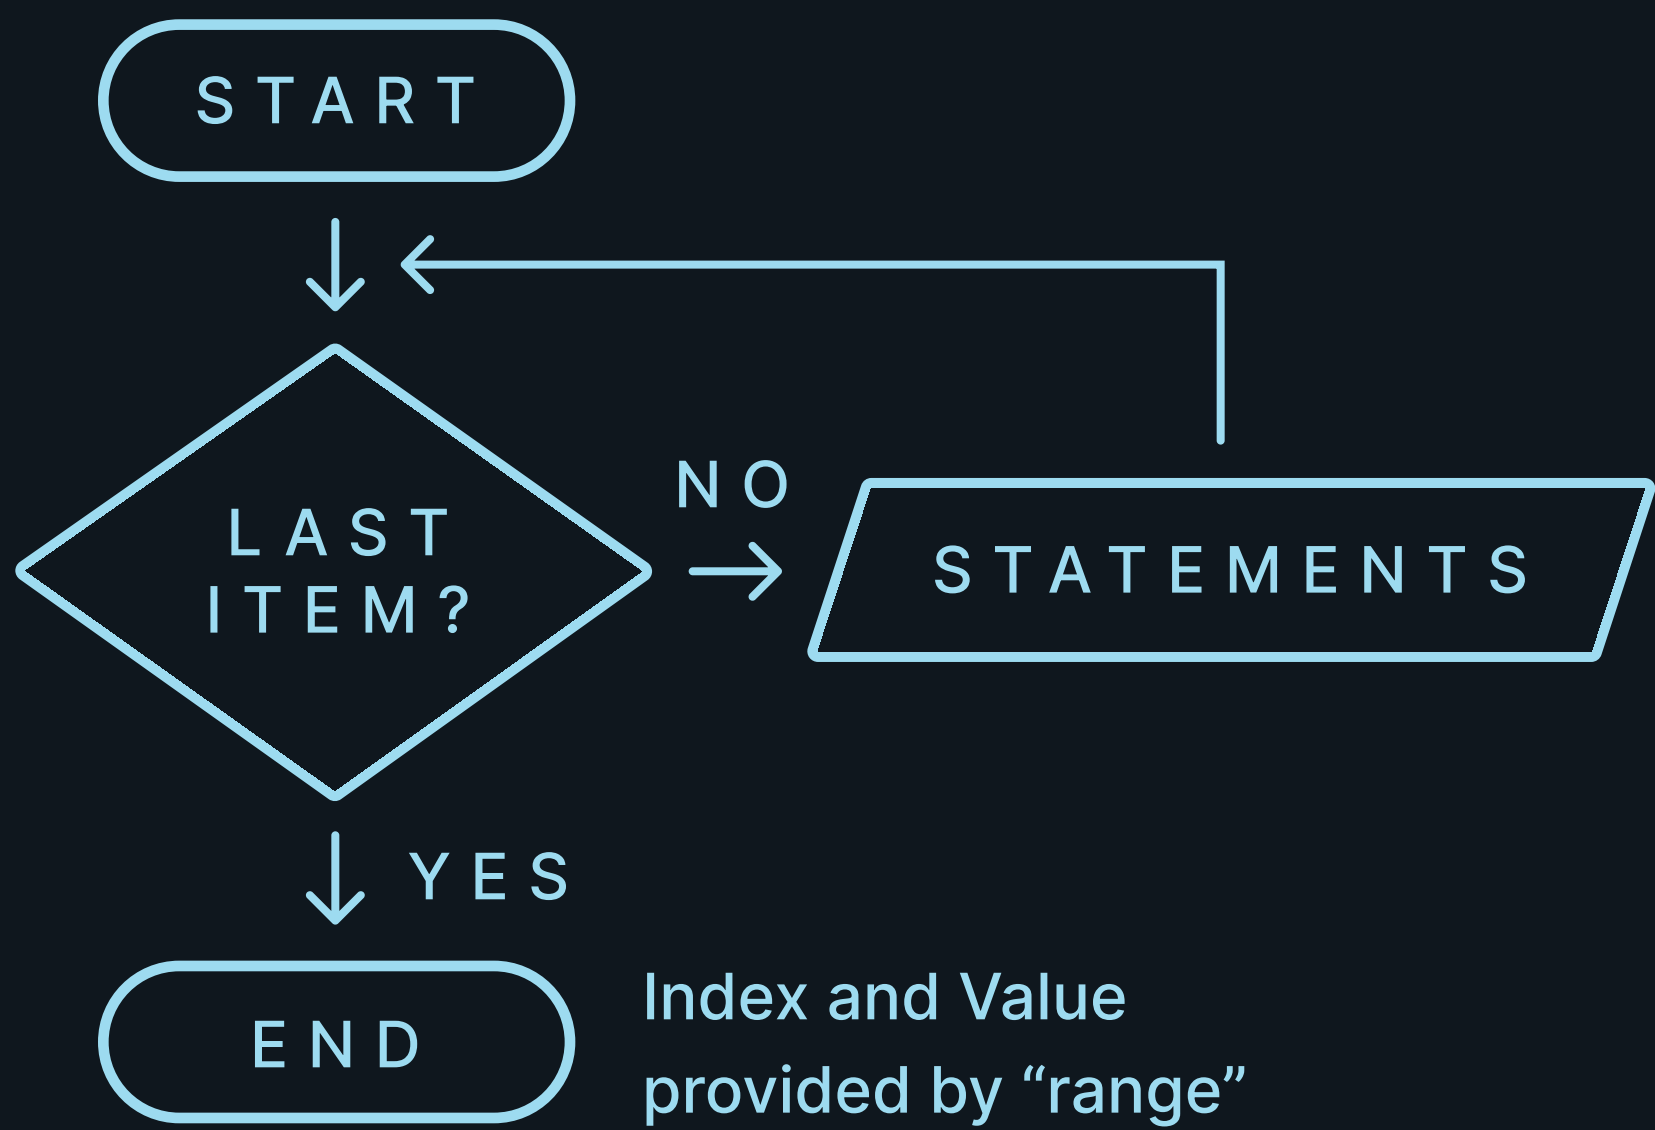 START
NO
LAST
ITEM?
STATEMENTS
YES
END
Index and Value
provided by “range”